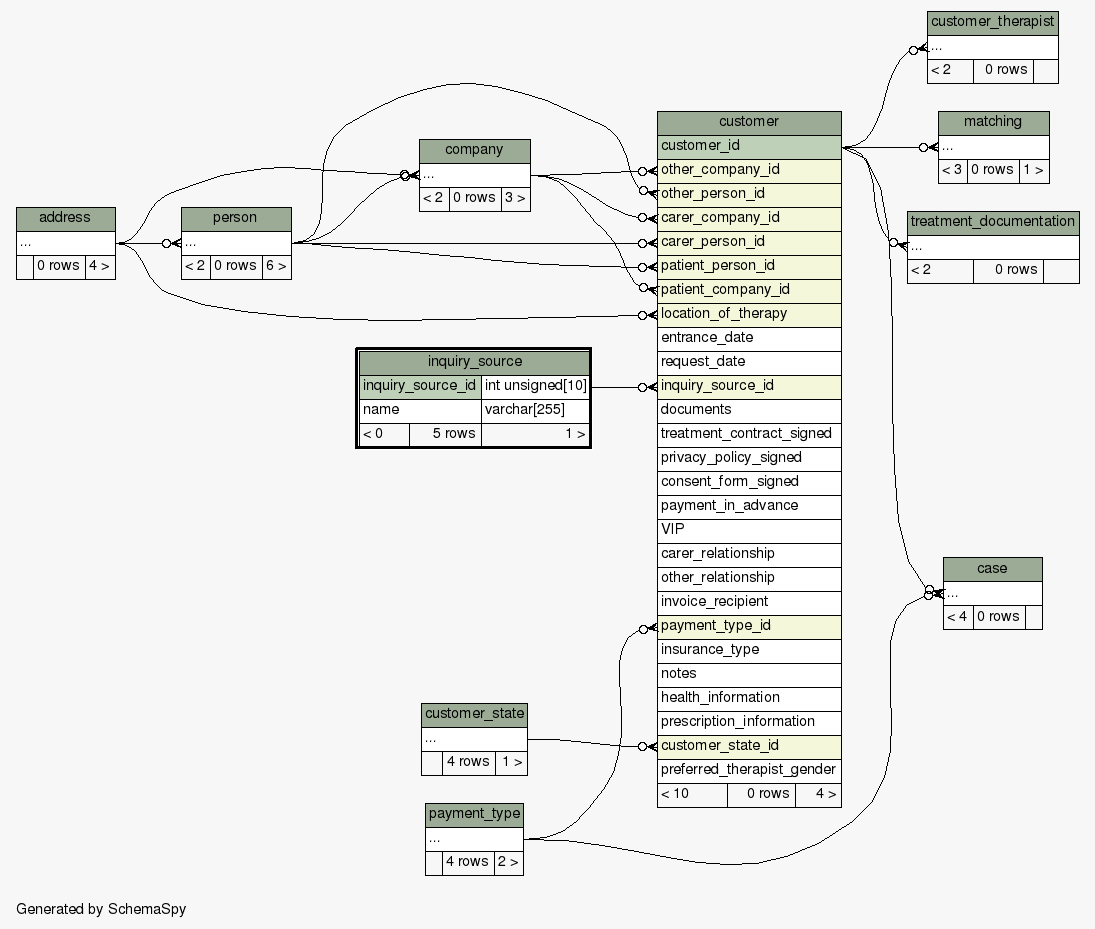 customer_therapist
...
< 2 0 rows
customer
customer_id
other_company_id
other_person_id
carer_company_id
carer_person_id
patient_person_id
patient_company_id
location_of_therapy
entrance_date
request_date
inquiry_source_id
documents
treatment_contract_signed
privacy_policy_signed
consent_form_signed
payment_in_advance
VIP
carer_relationship
other_relationship
invoice_recipient
payment_type_id
insurance_type
notes
health_information
prescription_information
customer_state_id
preferred_therapist_gender
< 10 0 rows 4 >
matching
...
< 3 0 rows 1 >
company
...
< 2 0 rows 3 >
address
...
0 rows 4 >
person
...
< 2 0 rows 6 >
treatment_documentation
...
< 2 0 rows
inquiry_source
inquiry_source_id int unsigned[10]
name varchar[255]
< 0 5 rows 1 >
case
...
< 4 0 rows
customer_state
...
4 rows 1 >
payment_type
...
4 rows 2 >
Generated by SchemaSpy